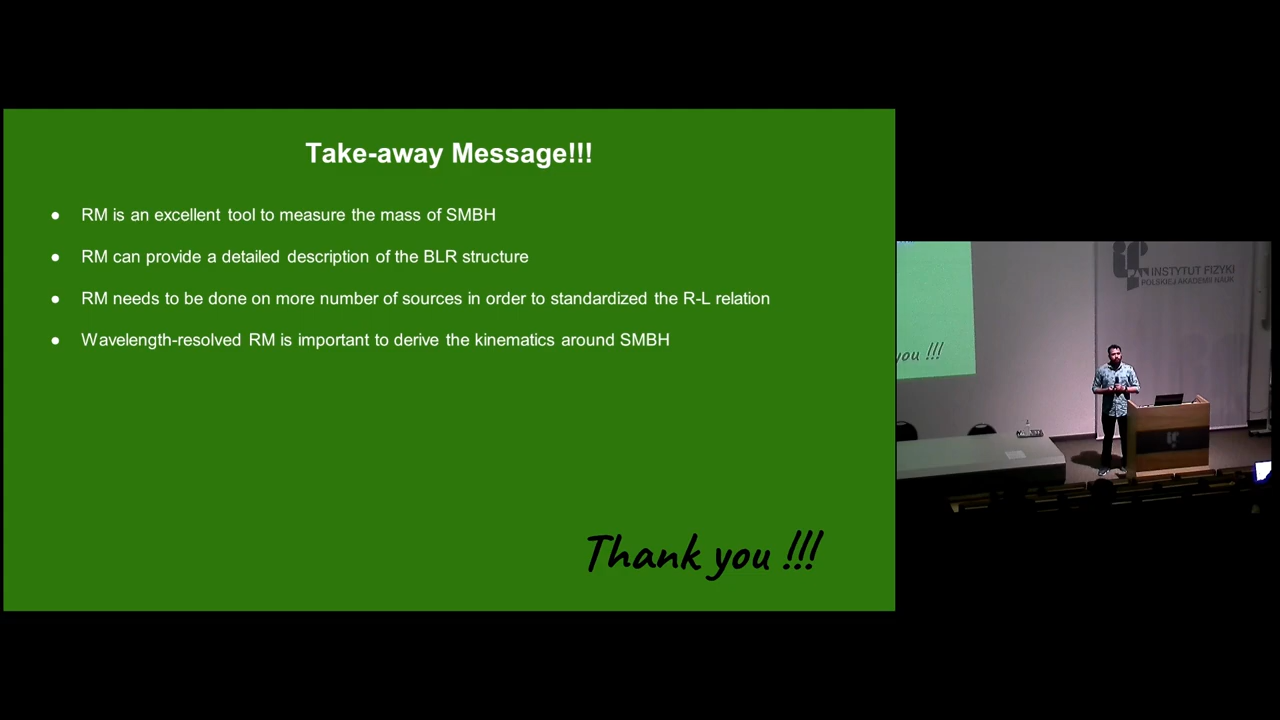 Take-away Message!!!
● RM is an excellent tool to measure the mass of SMBH
● RM can provide a detailed description of the BLR structure
● RM needs to be done on more number of sources in order to standardized the R-L relation
● Wavelength-resolved RM is important to derive the kinematics around SMBH
Thank you !!!
INSTYTUT FIZYKI
POLSKIEJ AKADEMII NAUK
you !!!